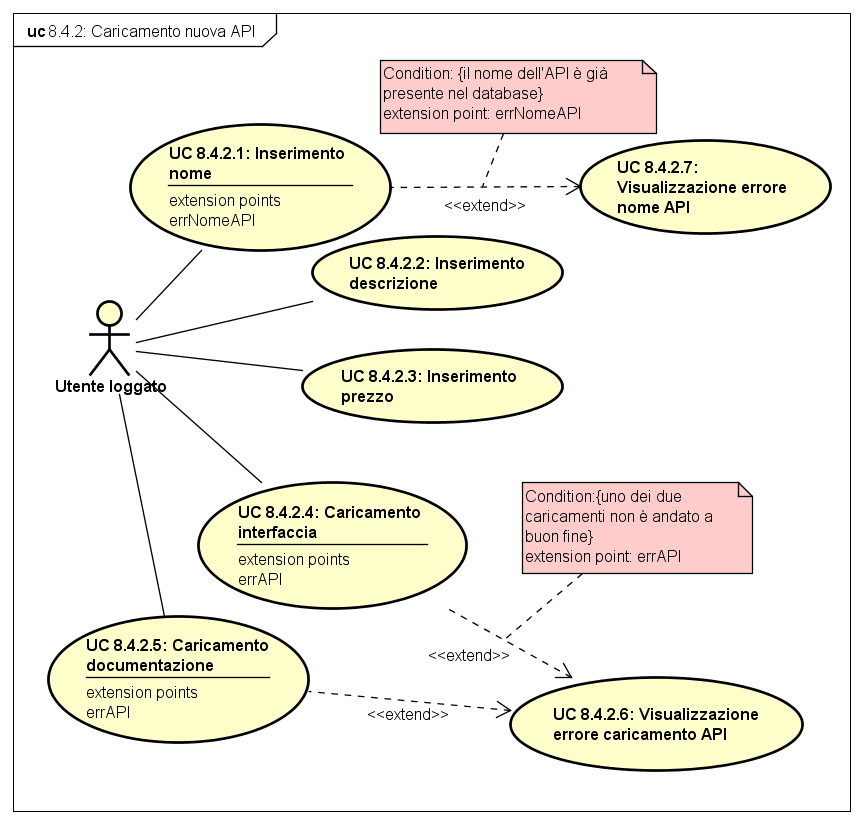 uc 8.4.2: Caricamento nuova API
Condition: {il nome dell'API è già
presente nel database}
extension point: errNomeAPI
UC 8.4.2.1: Inserimento
nome
extension points
errNomeAPI
<<extend>>
UC 8.4.2.7:
Visualizzazione errore
nome API
UC 8.4.2.2: Inserimento
descrizione
Utente loggato
UC 8.4.2.3: Inserimento
prezzo
UC 8.4.2.4: Caricamento
interfaccia
extension points
errAPI
Condition:{uno dei due
caricamenti non è andato a
buon fine}
extension point: errAPI
<<extend>>
UC 8.4.2.5: Caricamento
documentazione
extension points
errAPI
<<extend>>
UC 8.4.2.6: Visualizzazione
errore caricamento API